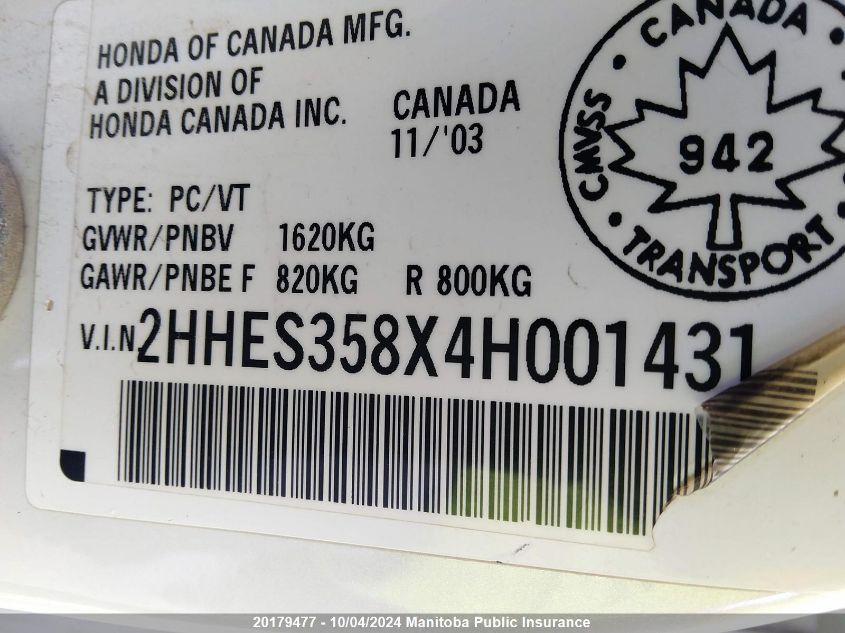 HONDA OF CANADA MFG.
A DIVISION OF
HONDA CANADA INC. CANADA
11/'03
TYPE: PC/VT
GVWR/PNBV 1620KG
GAWR/PNBE F 820KG R 800KG
V.I.N 2HHES358X4H001431
CANADA
CMVSS
942
TRANSPORT
20179477 - 10/04/2024 Manitoba Public Insurance